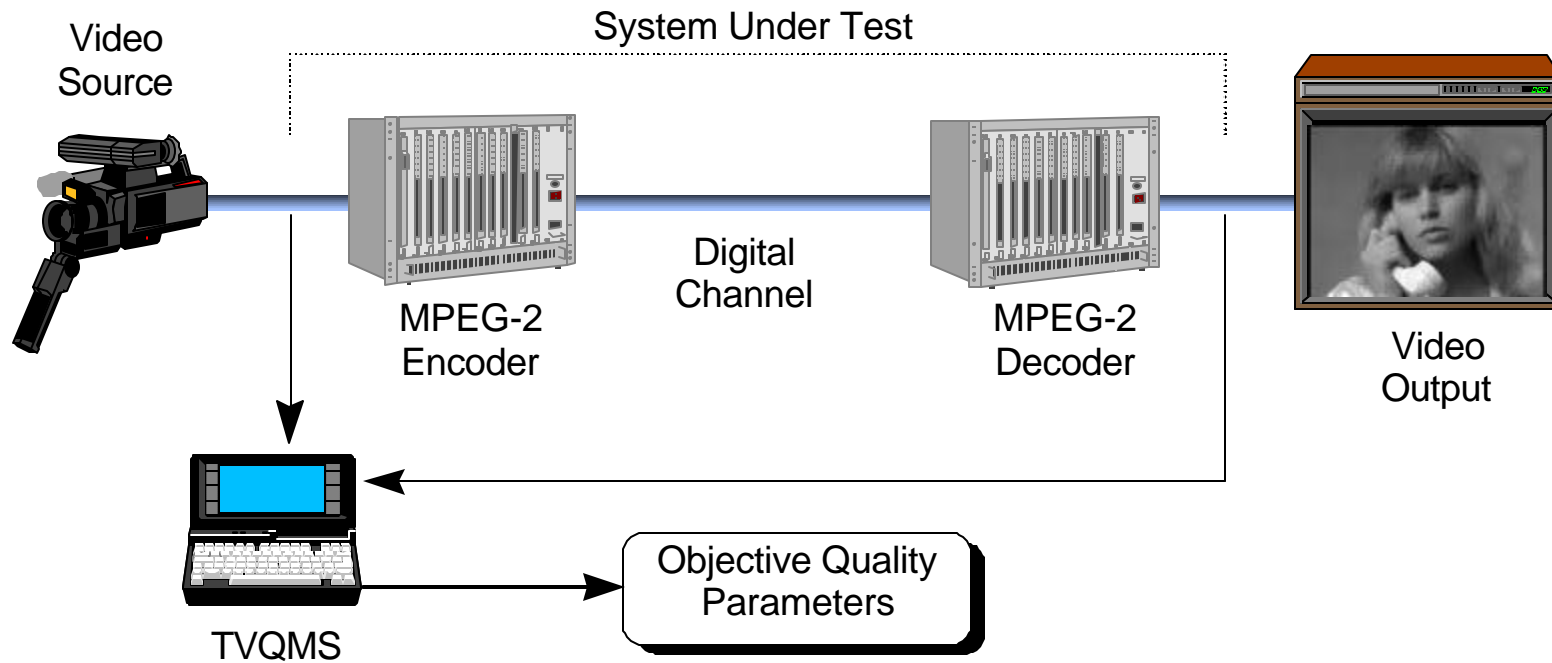 System Under Test
Video
Source
Digital
Channel
MPEG-2
Encoder
MPEG-2
Decoder
Video
Output
Objective Quality
Parameters
TVQMS